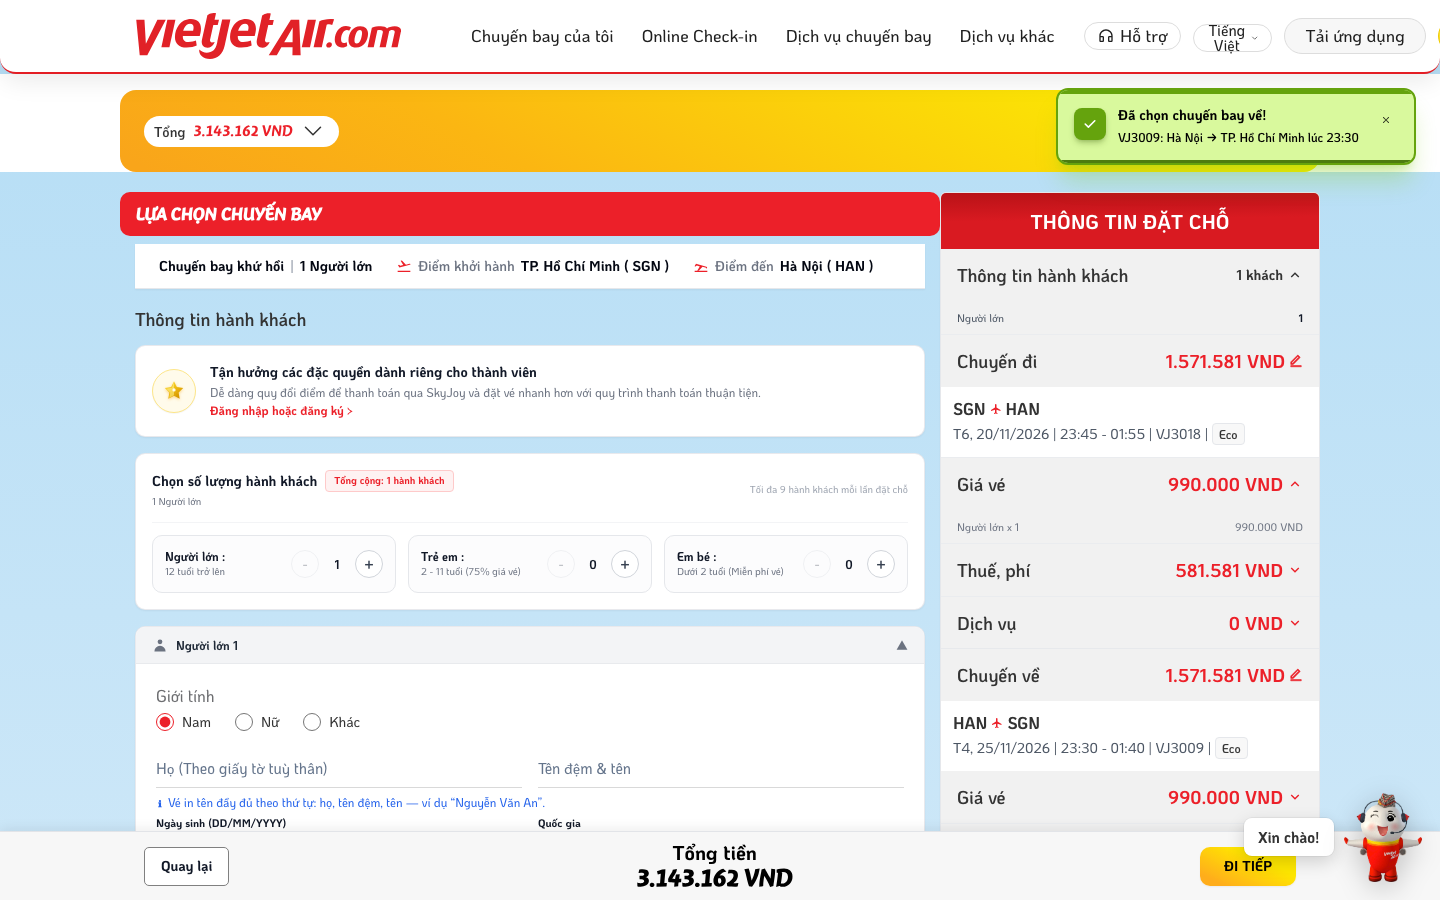 vietjetAir.com
Chuyến bay của tôi
Online Check-in
Dịch vụ chuyến bay
Dịch vụ khác
Hỗ trợ
Tiếng Việt
Tải ứng dụng
Tổng 3.143.162 VND
Đã chọn chuyến bay về!
VJ3009: Hà Nội → TP. Hồ Chí Minh lúc 23:30
LỰA CHỌN CHUYẾN BAY
Chuyến bay khứ hồi | 1 Người lớn Điểm khởi hành TP. Hồ Chí Minh ( SGN ) Điểm đến Hà Nội ( HAN )
Thông tin hành khách
Tận hưởng các đặc quyền dành riêng cho thành viên
Dễ dàng quy đổi điểm để thanh toán qua SkyJoy và đặt vé nhanh hơn với quy trình thanh toán thuận tiện.
Đăng nhập hoặc đăng ký >
Chọn số lượng hành khách Tổng cộng: 1 hành khách
1 Người lớn
Tối đa 9 hành khách mỗi lần đặt chỗ
Người lớn :
12 tuổi trở lên
- 1 +
Trẻ em :
2 - 11 tuổi (75% giá vé)
- 0 +
Em bé :
Dưới 2 tuổi (Miễn phí vé)
- 0 +
Người lớn 1
Giới tính
Nam Nữ Khác
Họ (Theo giấy tờ tuỳ thân)
Tên đệm & tên
Vé in tên đầy đủ theo thứ tự: họ, tên đệm, tên — ví dụ “Nguyễn Văn An”.
Ngày sinh (DD/MM/YYYY)
Quốc gia
THÔNG TIN ĐẶT CHỖ
Thông tin hành khách 1 khách
Người lớn 1
Chuyến đi 1.571.581 VND
SGN HAN
T6, 20/11/2026 | 23:45 - 01:55 | VJ3018 | Eco
Giá vé 990.000 VND
Người lớn x 1 990.000 VND
Thuế, phí 581.581 VND
Dịch vụ 0 VND
Chuyến về 1.571.581 VND
HAN SGN
T4, 25/11/2026 | 23:30 - 01:40 | VJ3009 | Eco
Giá vé 990.000 VND
Xin chào!
Quay lại
Tổng tiền
3.143.162 VND
ĐI TIẾP